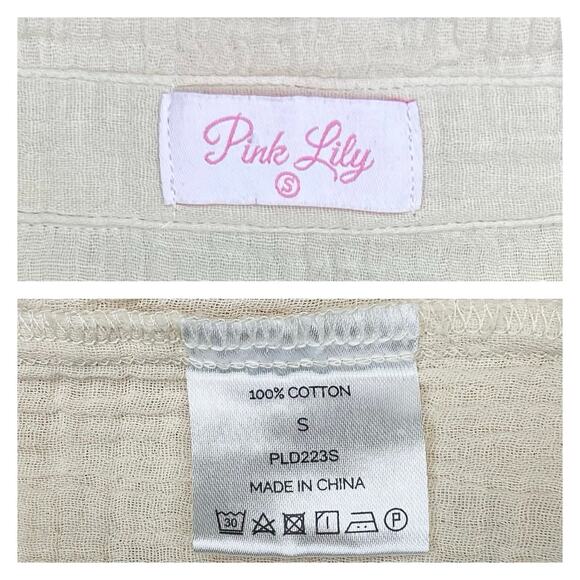 Pink Lily
S
100% COTTON
S
PLD223S
MADE IN CHINA
30 P